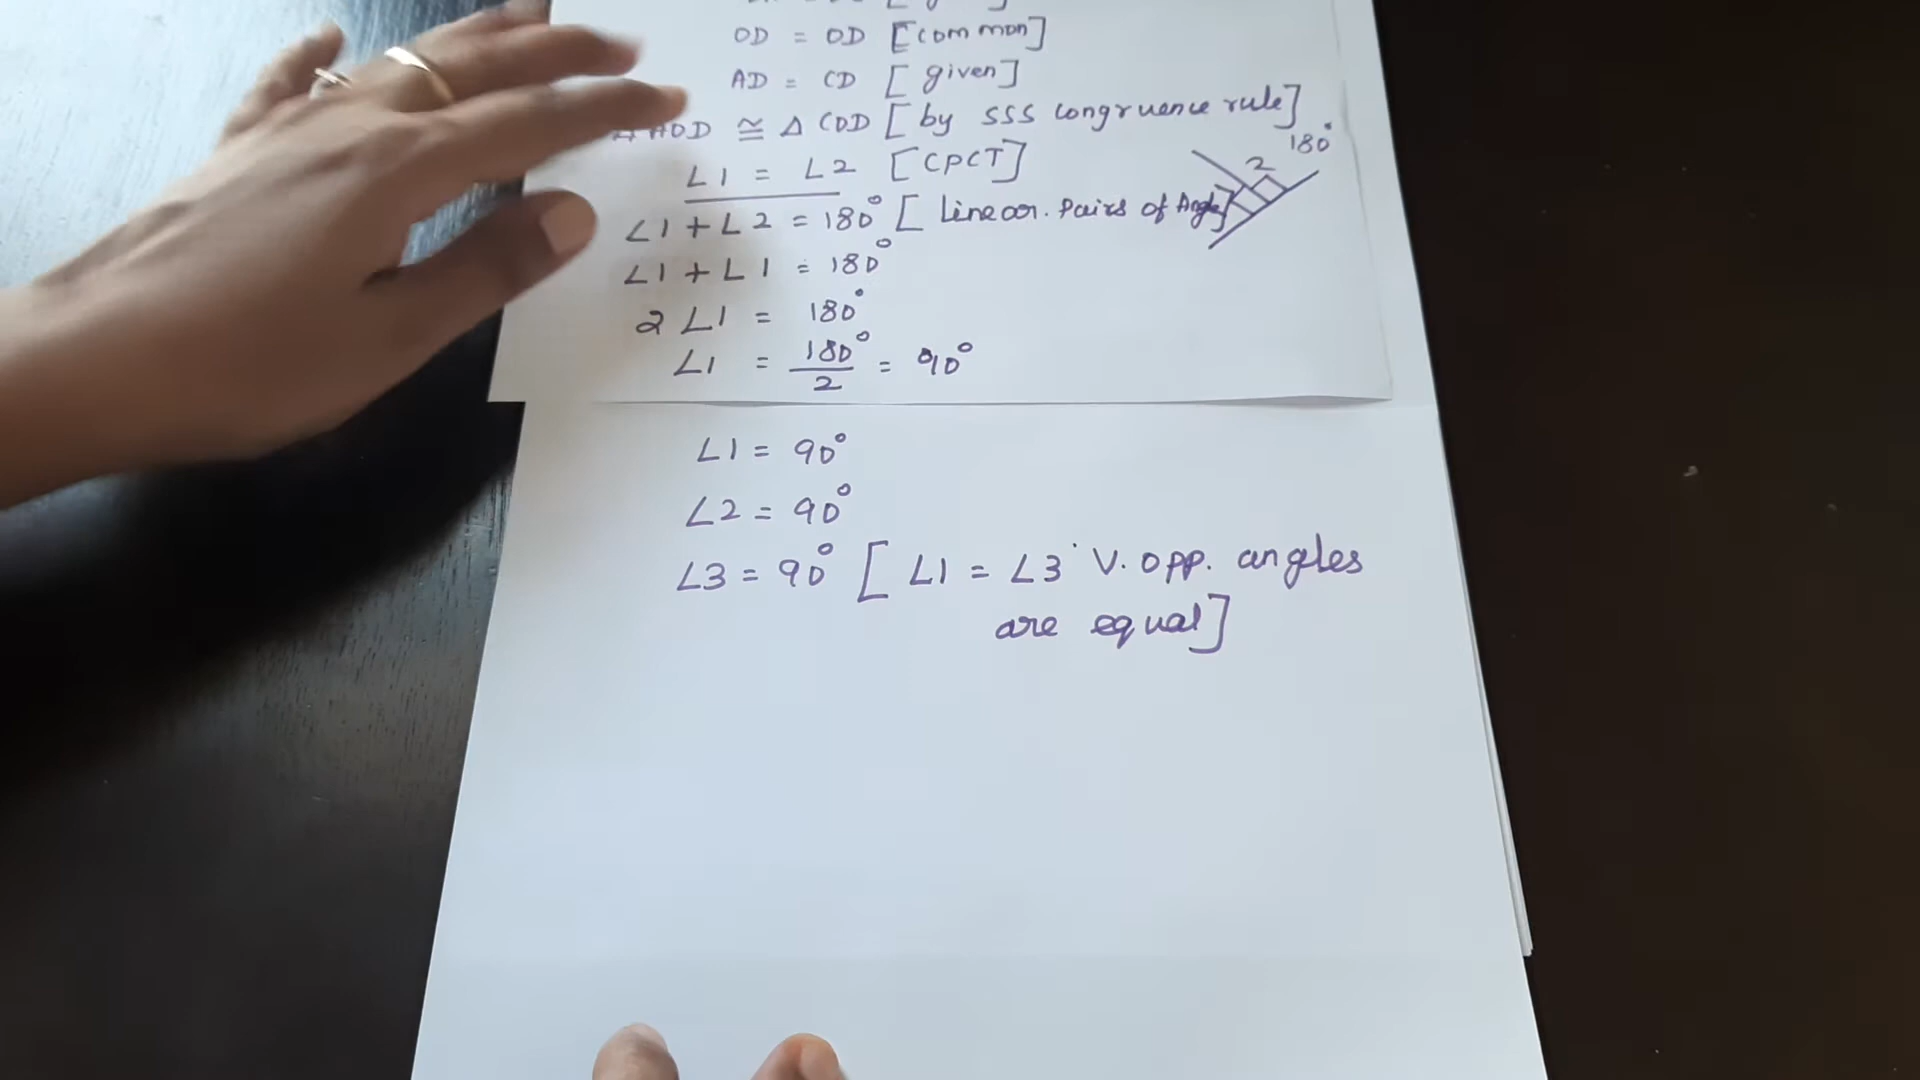 OD = OD [common]
AD = CD [given]
AOD ≅ Δ COD [by SSS congruence rule]
∠1 = ∠2 [CPCT]
180°
2
∠1 + ∠2 = 180° [Linear. Pairs of Angle]
∠1 + ∠1 = 180°
2 ∠1 = 180°
∠1 = 180°/2 = 90°
∠1 = 90°
∠2 = 90°
∠3 = 90° [∠1 = ∠3 V. opp. angles
are equal]